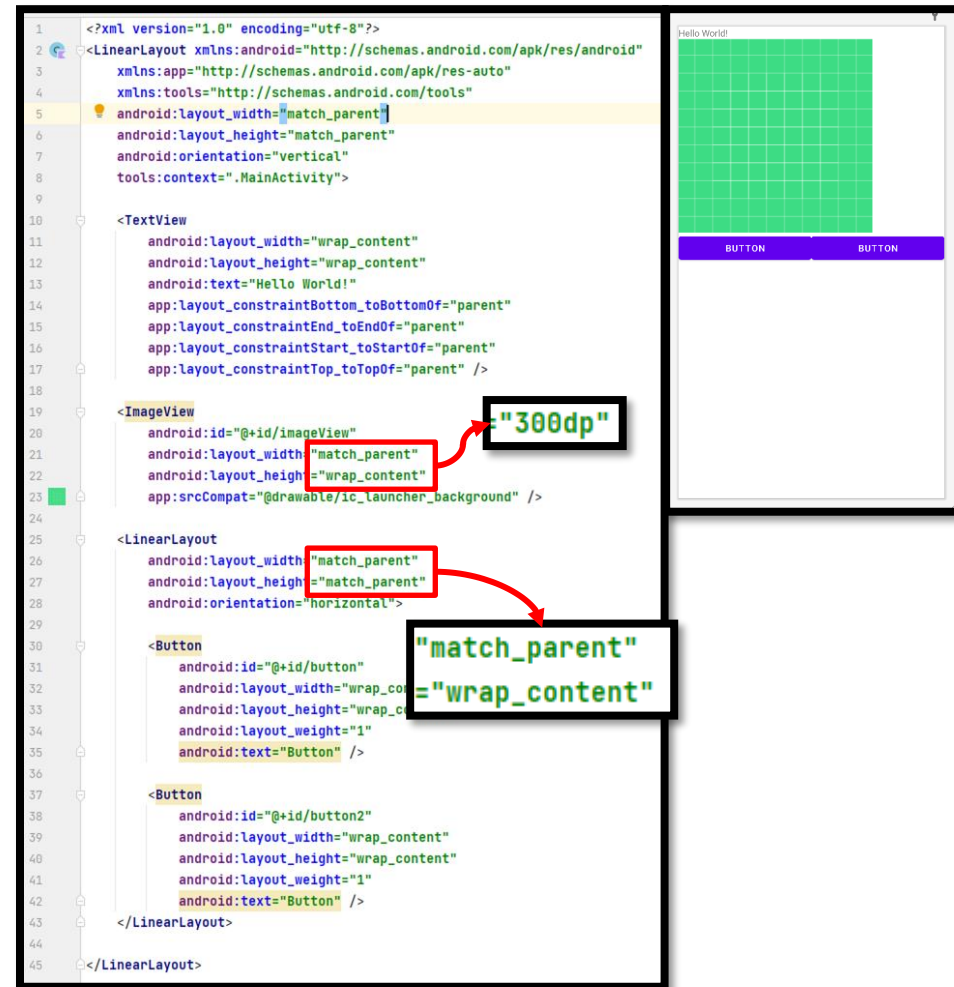 1 <?xml version="1.0" encoding="utf-8"?>
2 <LinearLayout xmlns:android="http://schemas.android.com/apk/res/android"
3 xmlns:app="http://schemas.android.com/apk/res-auto"
4 xmlns:tools="http://schemas.android.com/tools"
5 android:layout_width="match_parent"
6 android:layout_height="match_parent"
7 android:orientation="vertical"
8 tools:context=".MainActivity">
9
10 <TextView
11 android:layout_width="wrap_content"
12 android:layout_height="wrap_content"
13 android:text="Hello World!"
14 app:layout_constraintBottom_toBottomOf="parent"
15 app:layout_constraintEnd_toEndOf="parent"
16 app:layout_constraintStart_toStartOf="parent"
17 app:layout_constraintTop_toTopOf="parent" />
18
19 <ImageView
20 android:id="@+id/imageView"
21 android:layout_width="match_parent"
22 android:layout_height="wrap_content"
23 app:srcCompat="@drawable/ic_launcher_background" />
24
25 <LinearLayout
26 android:layout_width="match_parent"
27 android:layout_height="match_parent"
28 android:orientation="horizontal">
29
30 <Button
31 android:id="@+id/button"
32 android:layout_width="wrap_co
33 android:layout_height="wrap_c
34 android:layout_weight="1"
35 android:text="Button" />
36
37 <Button
38 android:id="@+id/button2"
39 android:layout_width="wrap_content"
40 android:layout_height="wrap_content"
41 android:layout_weight="1"
42 android:text="Button" />
43 </LinearLayout>
44
45 </LinearLayout>
="300dp"
"match_parent"
="wrap_content"
Hello World!
BUTTON BUTTON